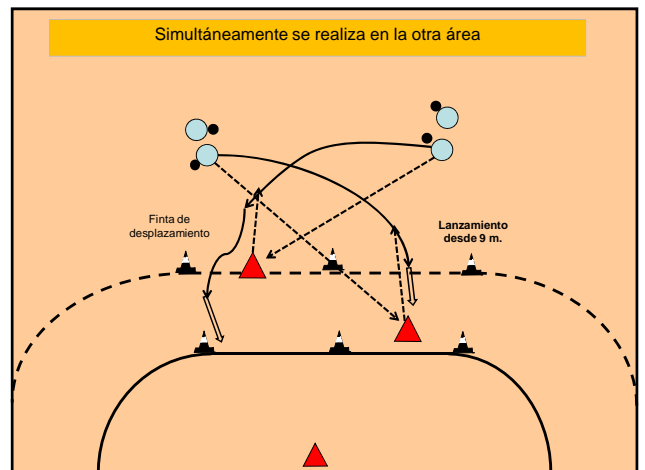 Simultáneamente se realiza en la otra área
Finta de
desplazamiento
Lanzamiento
desde 9 m.